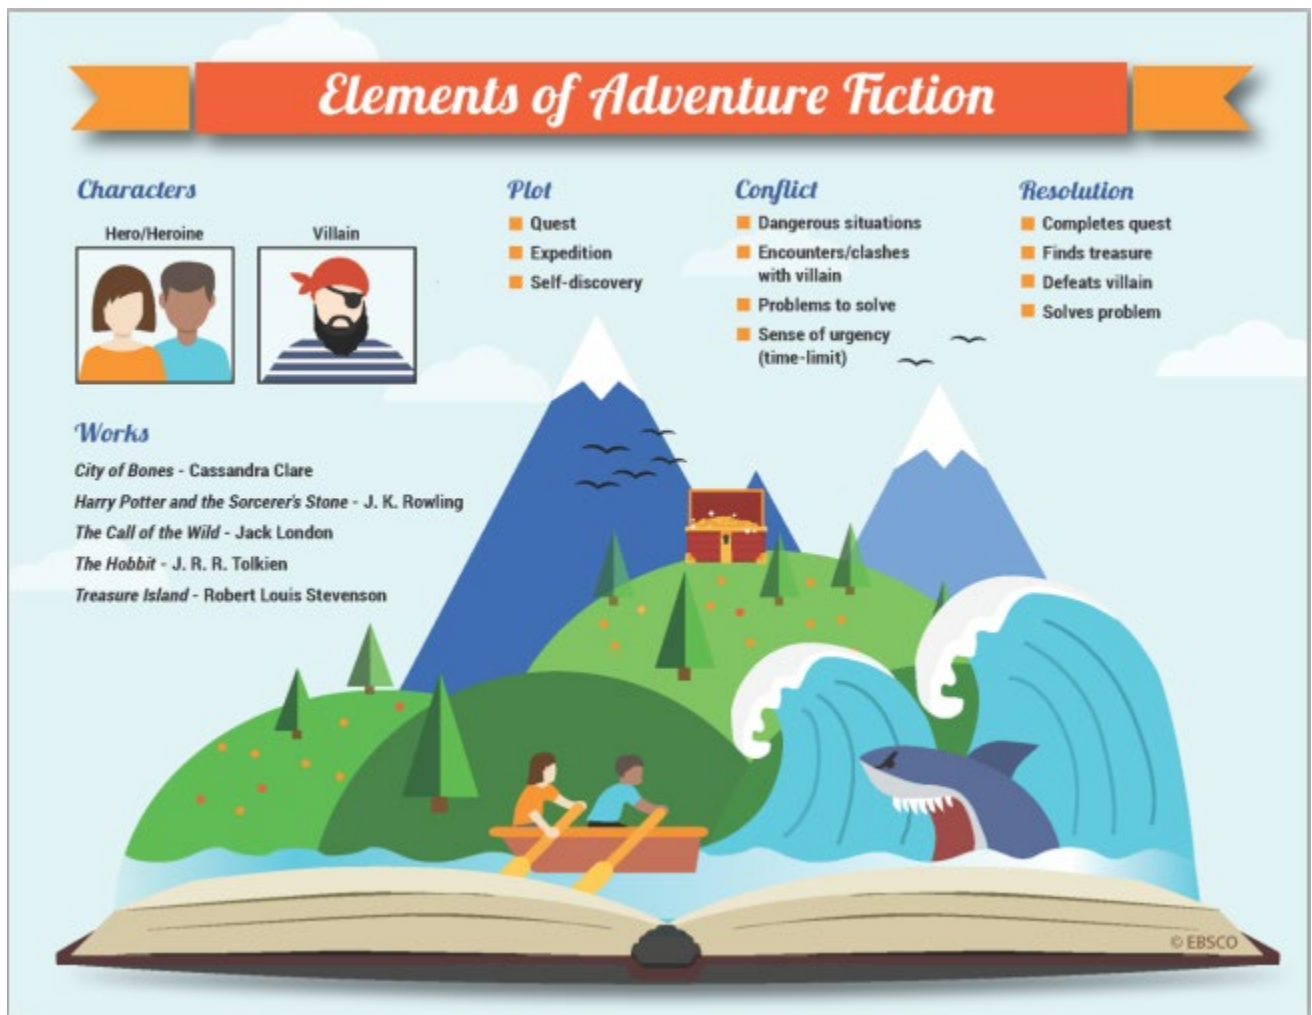 Elements of Adventure Fiction
Characters
Hero/Heroine
Villain
Works
City of Bones - Cassandra Clare
Harry Potter and the Sorcerer's Stone - J. K. Rowling
The Call of the Wild - Jack London
The Hobbit - J. R. R. Tolkien
Treasure Island - Robert Louis Stevenson
Plot
Quest
Expedition
Self-discovery
Conflict
Dangerous situations
Encounters/clashes
with villain
Problems to solve
Sense of urgency
(time-limit)
Resolution
Completes quest
Finds treasure
Defeats villain
Solves problem
© EBSCO